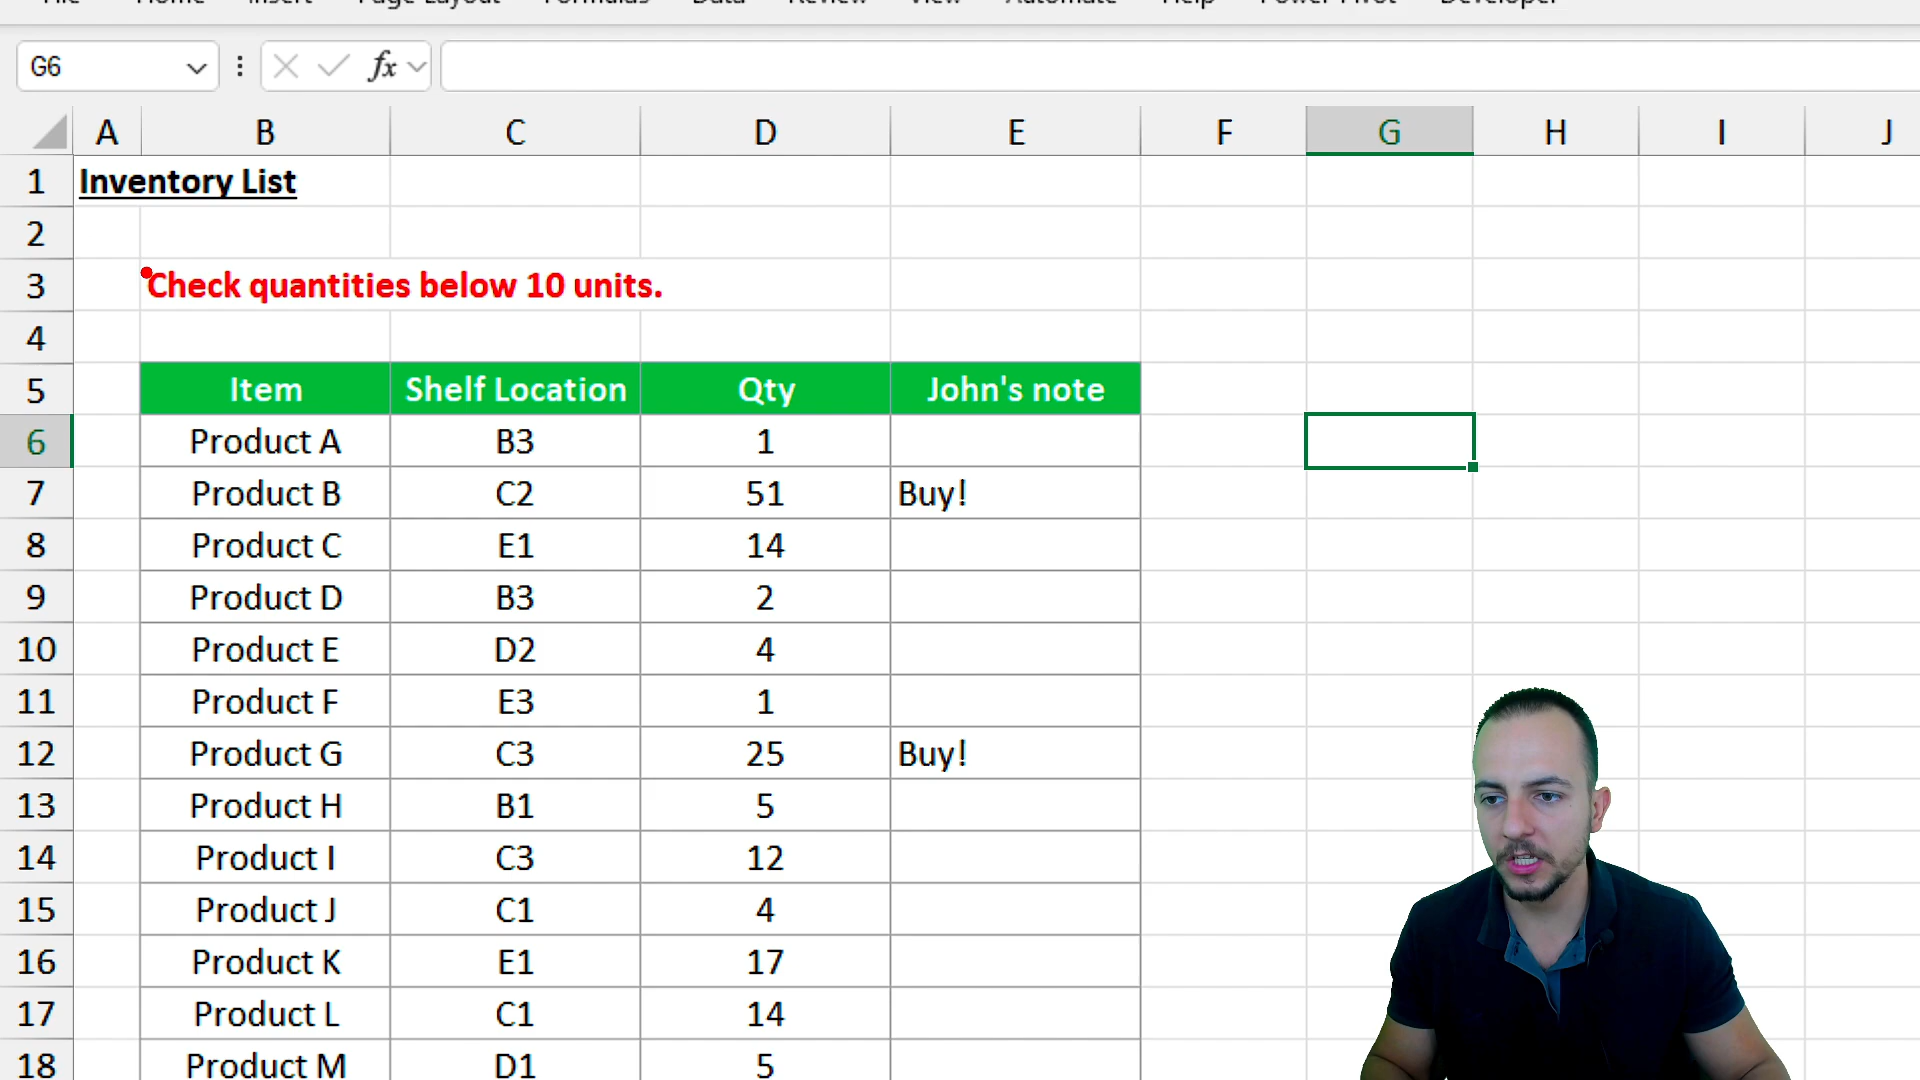 File Home Insert Page Layout Formulas Data Review View Automate Help Power Pivot Developer
G6 fx
A B C D E F G H I J
1 Inventory List
2
3 Check quantities below 10 units.
4
5 Item Shelf Location Qty John's note
6 Product A B3 1
7 Product B C2 51 Buy!
8 Product C E1 14
9 Product D B3 2
10 Product E D2 4
11 Product F E3 1
12 Product G C3 25 Buy!
13 Product H B1 5
14 Product I C3 12
15 Product J C1 4
16 Product K E1 17
17 Product L C1 14
18 Product M D1 5